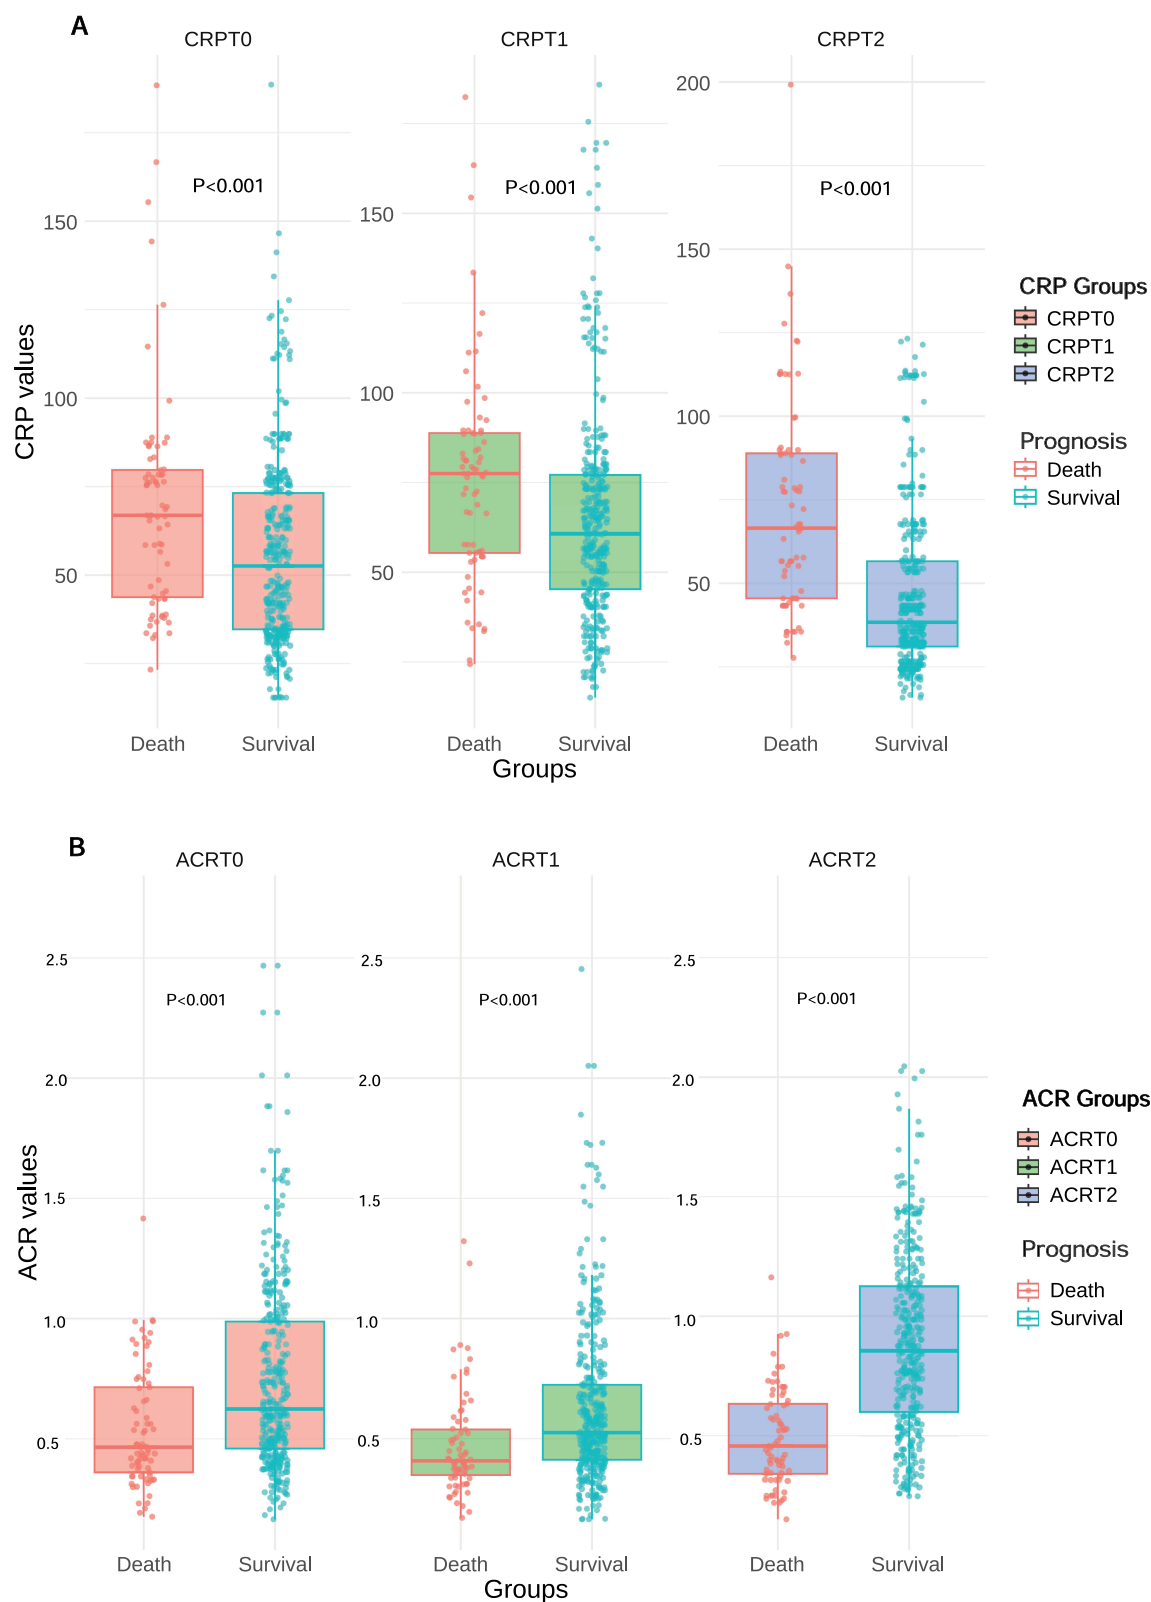 A
CRPT0 CRPT1 CRPT2
P<0.001 P<0.001 P<0.001
CRP values
150
100
50
150
100
50
200
150
100
50
Death Survival Death Survival Death Survival
Groups
CRP Groups
CRPT0
CRPT1
CRPT2
Prognosis
Death
Survival
B
ACRT0 ACRT1 ACRT2
P<0.001 P<0.001 P<0.001
ACR values
2.5
2.0
1.5
1.0
0.5
2.5
2.0
1.5
1.0
0.5
2.5
2.0
1.5
1.0
0.5
Death Survival Death Survival Death Survival
Groups
ACR Groups
ACRT0
ACRT1
ACRT2
Prognosis
Death
Survival